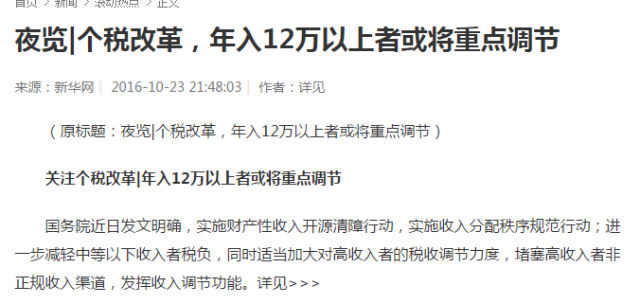 首页 > 新闻 > 滚动热点 > 正文
夜览|个税改革，年入12万以上者或将重点调节
来源：新华网 | 2016-10-23 21:48:03 | 作者：详见
（原标题：夜览|个税改革，年入12万以上者或将重点调节）
关注个税改革|年入12万以上者或将重点调节
国务院近日发文明确，实施财产性收入开源清障行动，实施收入分配秩序规范行动；进
一步减轻中等以下收入者税负，同时适当加大对高收入者的税收调节力度，堵塞高收入者非
正规收入渠道，发挥收入调节功能。详见>>>